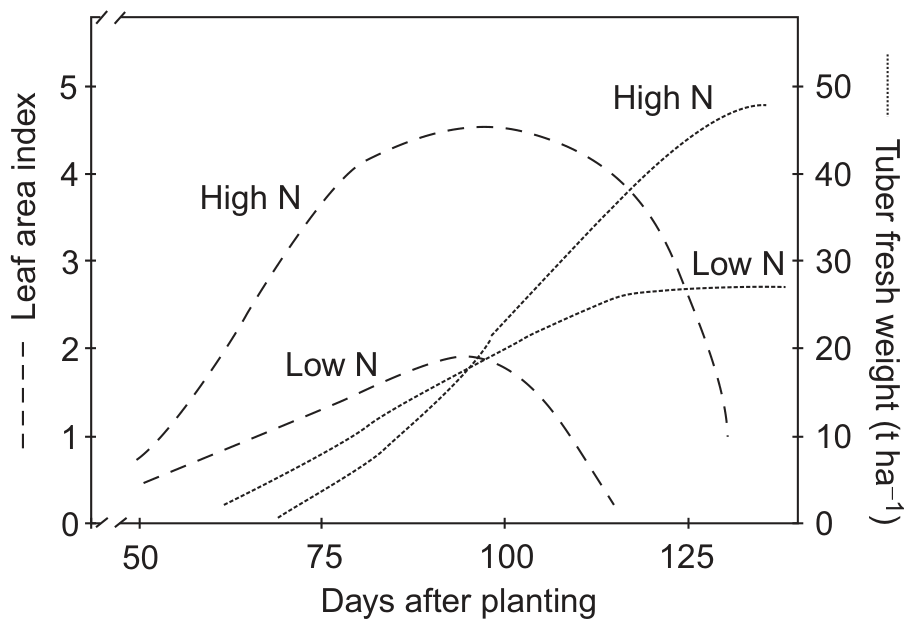 Leaf area index
5
4
3
2
1
0
High N
High N
Low N
Low N
50
40
30
20
10
0
Tuber fresh weight (t ha⁻¹)
50
75
100
125
Days after planting